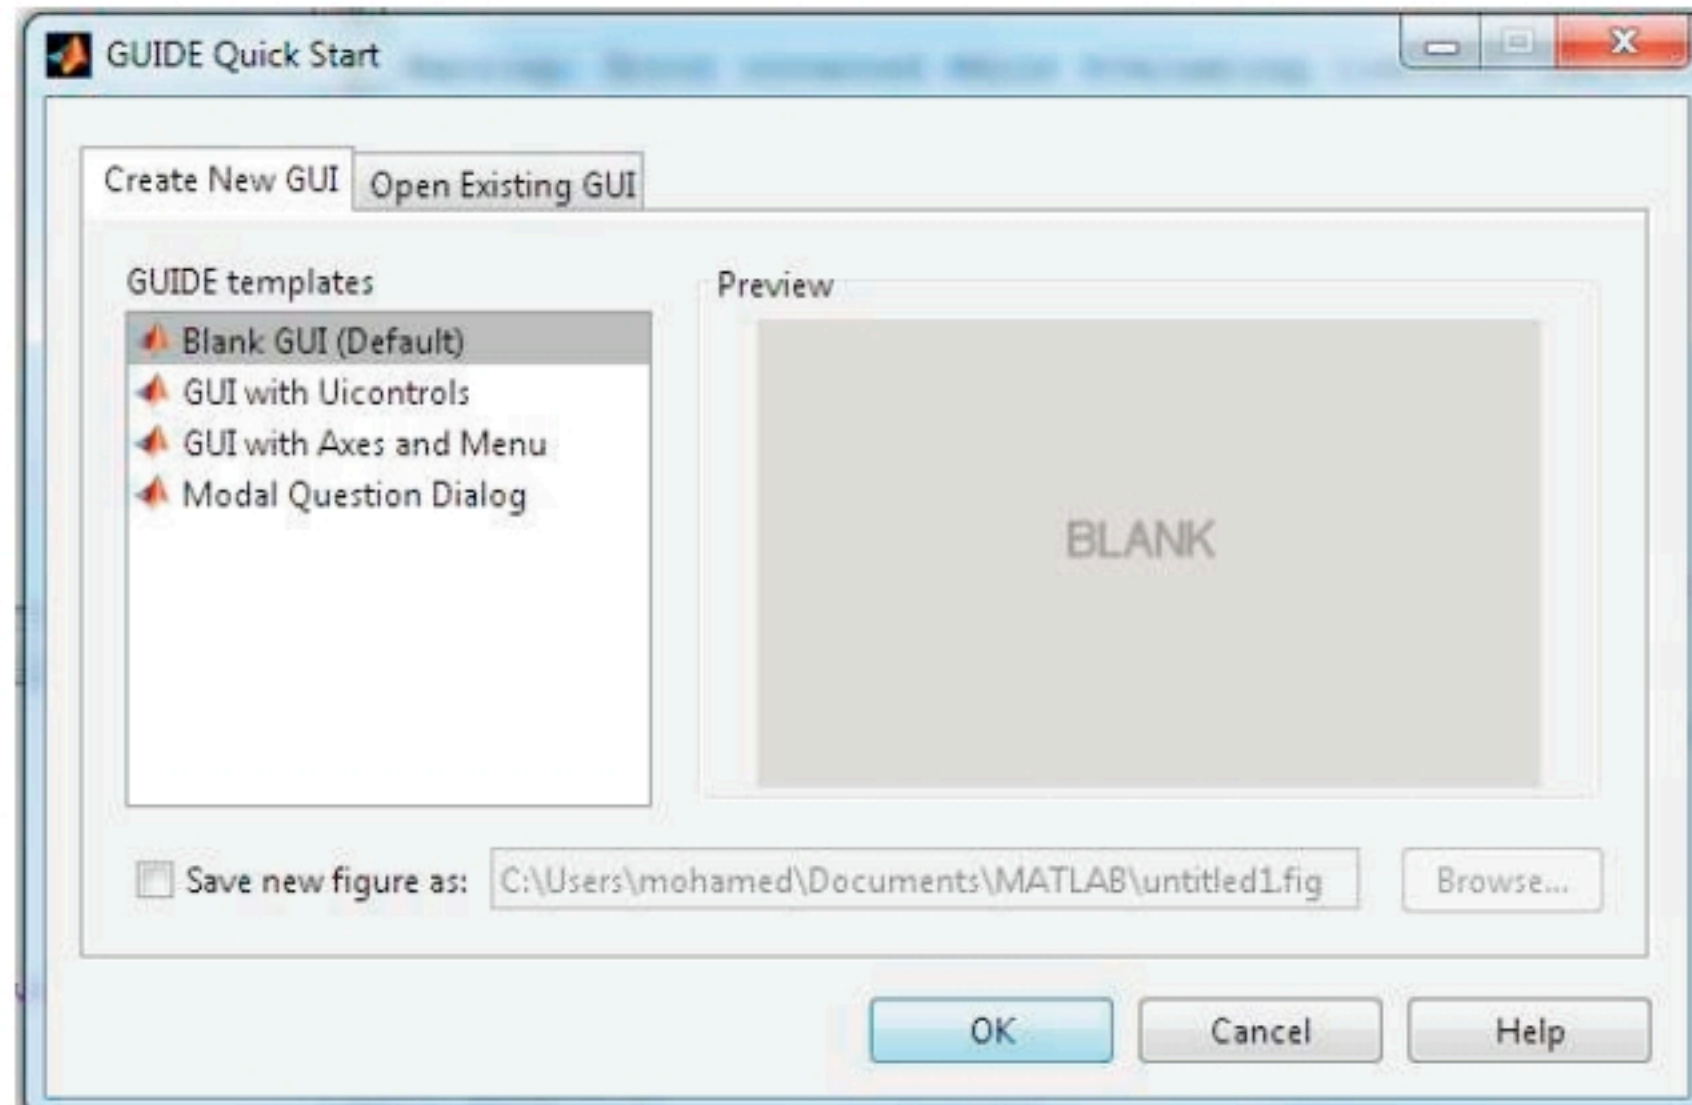 GUIDE Quick Start
Create New GUI
Open Existing GUI
GUIDE templates
Blank GUI (Default)
GUI with Uicontrols
GUI with Axes and Menu
Modal Question Dialog
Preview
BLANK
Save new figure as: C:\Users\mohamed\Documents\MATLAB\untitled1.fig Browse...
OK Cancel Help